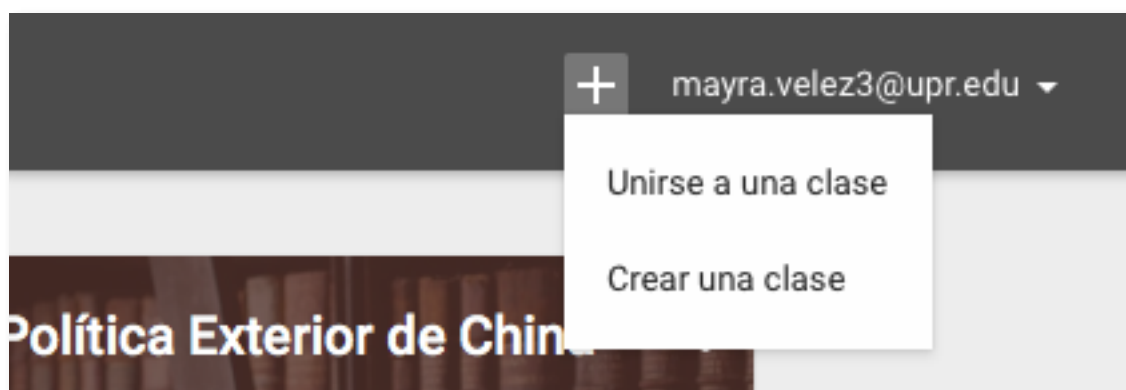 mayra.velez3@upr.edu
Unirse a una clase
Crear una clase
Política Exterior de China